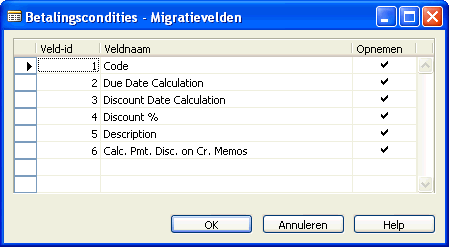 Betalingscondities - Migratievelden
Veld-id Veldnaam Opnemen
1 Code ✔
2 Due Date Calculation ✔
3 Discount Date Calculation ✔
4 Discount % ✔
5 Description ✔
6 Calc. Pmt. Disc. on Cr. Memos ✔
OK Annuleren Help